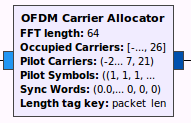 OFDM Carrier Allocator
FFT length: 64
Occupied Carriers: [-..., 26]
Pilot Carriers: (-2... 7, 21)
Pilot Symbols: ((1, 1, 1, ...
Sync Words: (0.0,... 0, 0, 0)
Length tag key: packet_len